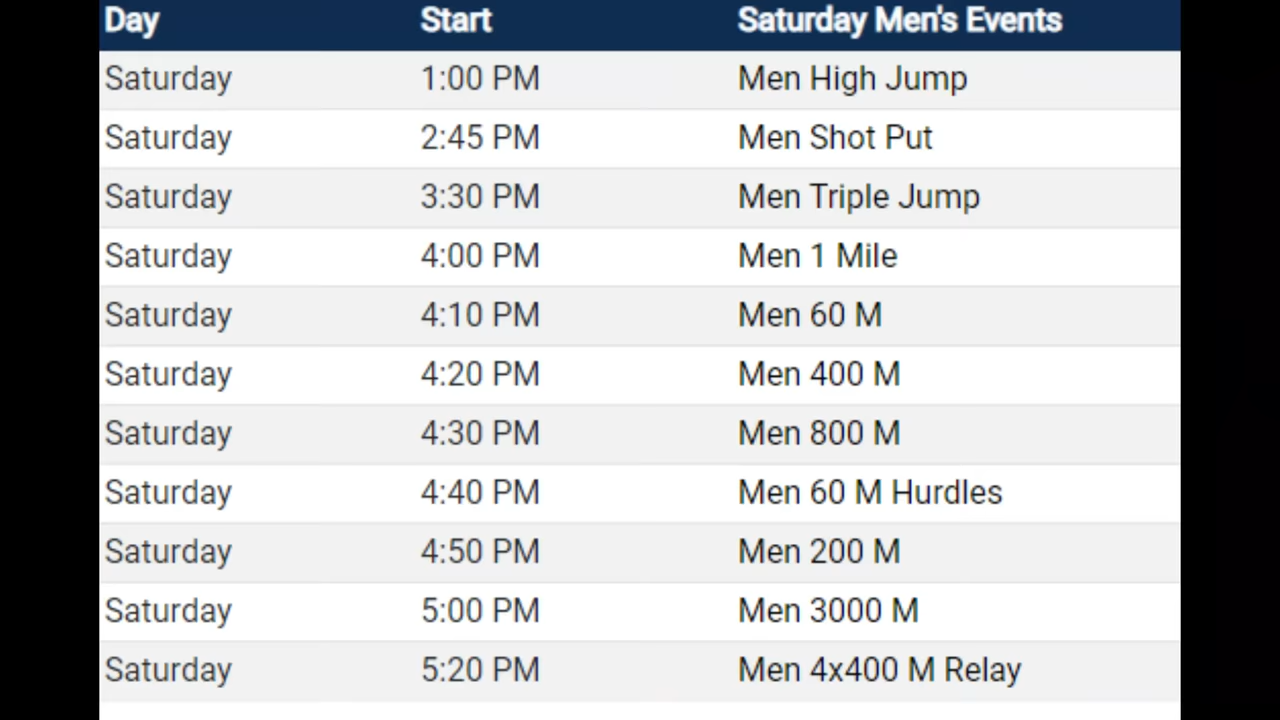 Day Start Saturday Men's Events
Saturday 1:00 PM Men High Jump
Saturday 2:45 PM Men Shot Put
Saturday 3:30 PM Men Triple Jump
Saturday 4:00 PM Men 1 Mile
Saturday 4:10 PM Men 60 M
Saturday 4:20 PM Men 400 M
Saturday 4:30 PM Men 800 M
Saturday 4:40 PM Men 60 M Hurdles
Saturday 4:50 PM Men 200 M
Saturday 5:00 PM Men 3000 M
Saturday 5:20 PM Men 4x400 M Relay